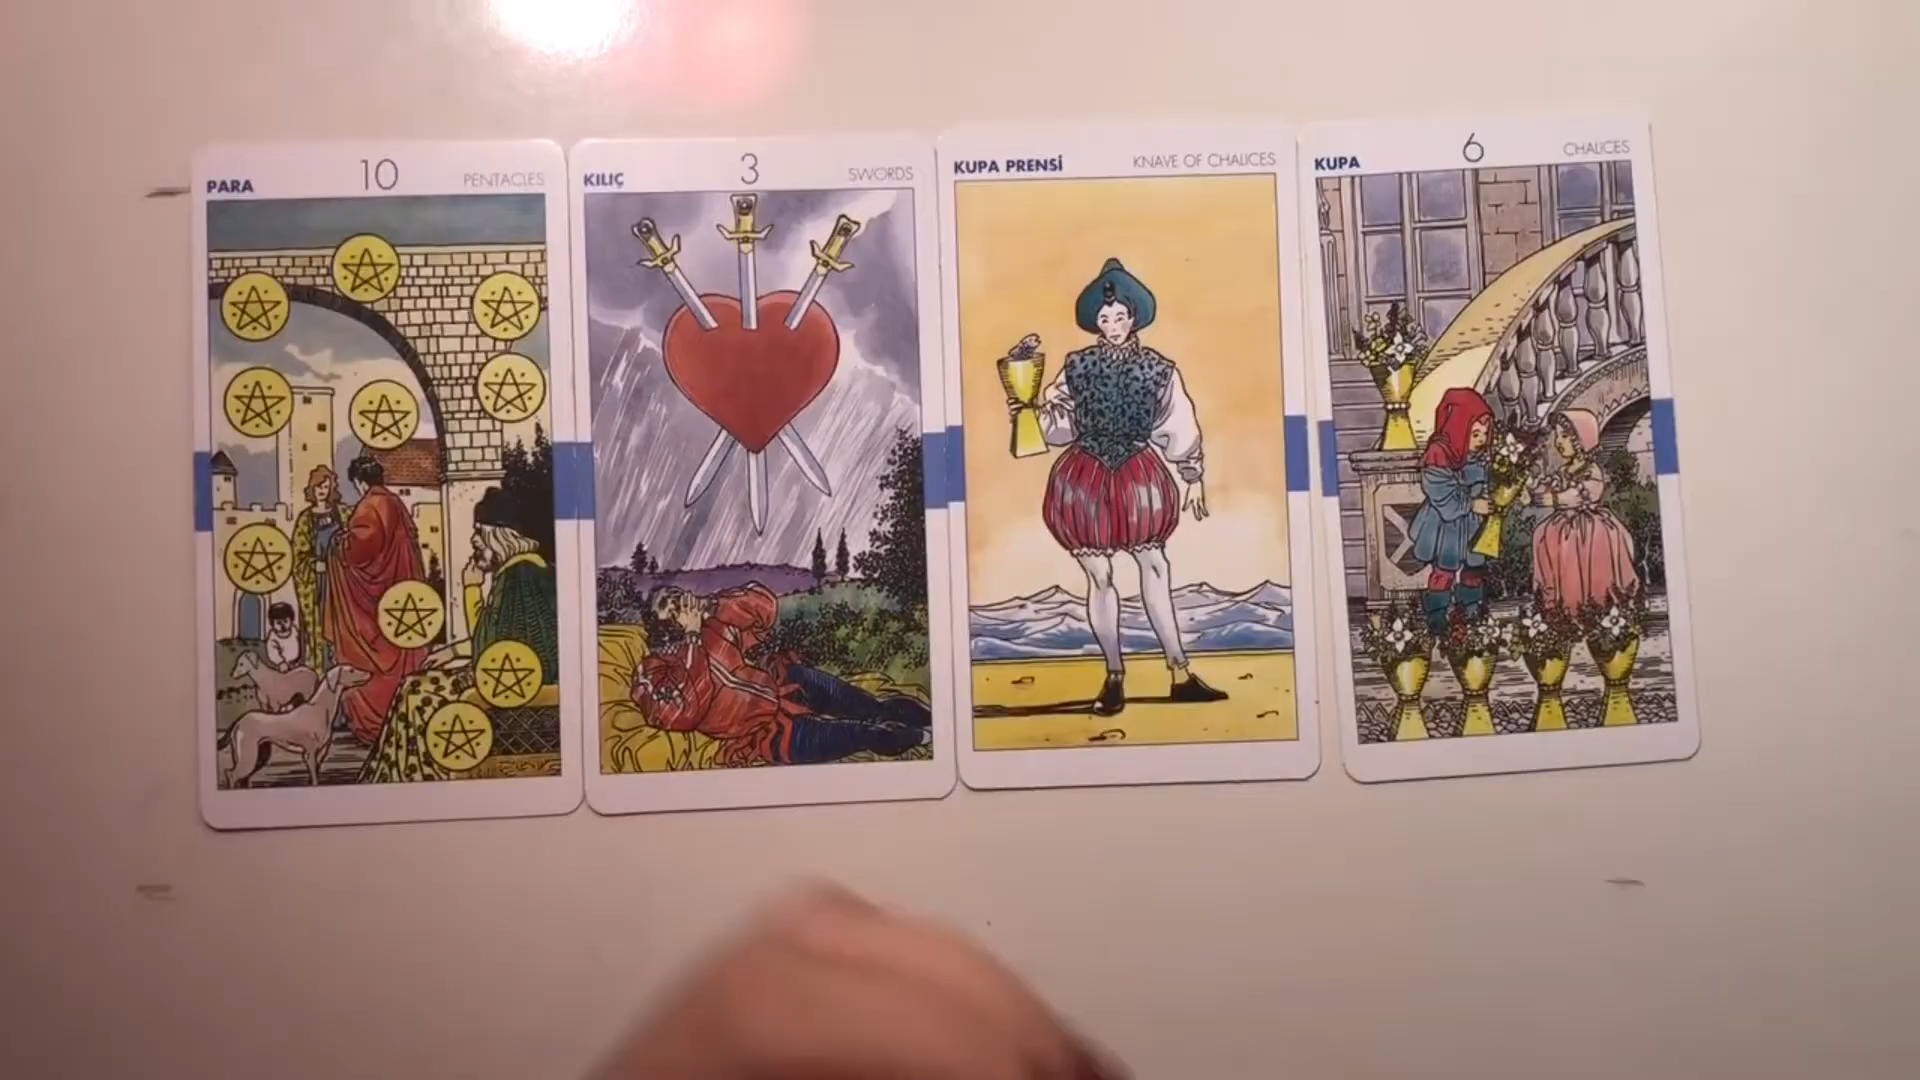 PARA 10 PENTACLES
KILIÇ 3 SWORDS
KUPA PRENSİ KNAVE OF CHALICES
KUPA 6 CHALICES